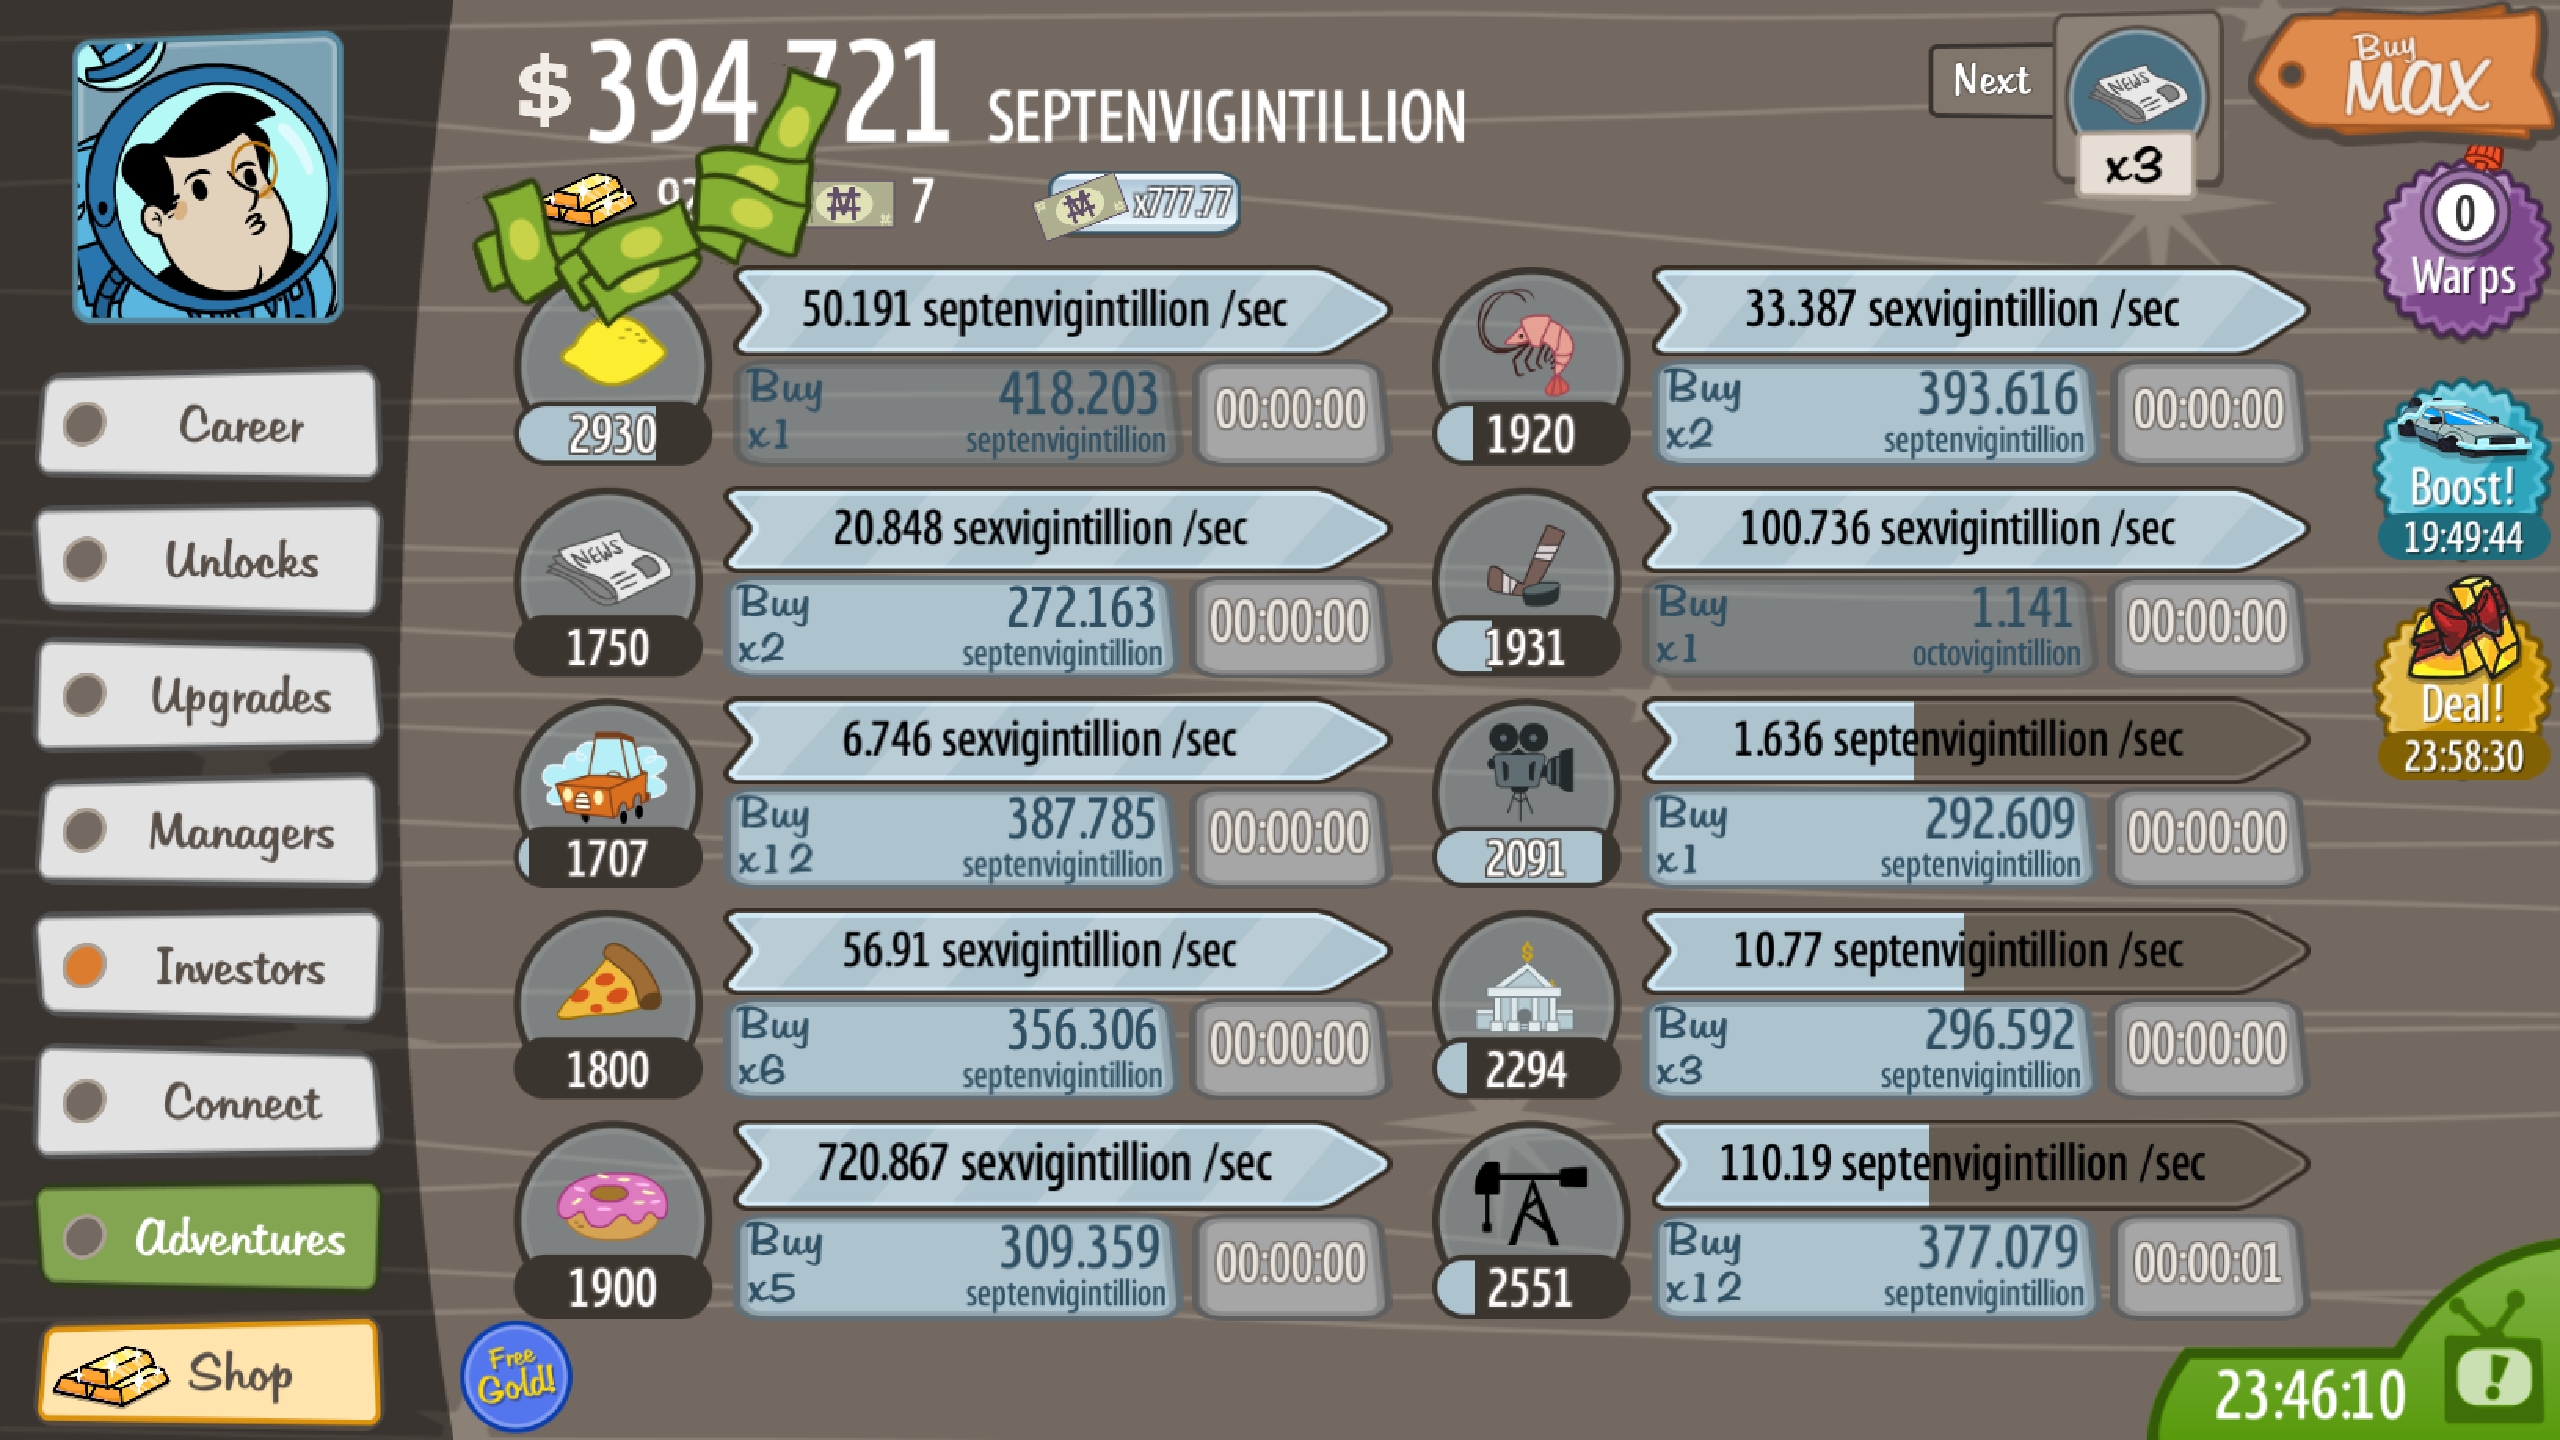 $ 394.721 SEPTENVIGINTILLION
Next
x3
Buy
MAX
7
x777.77
0
Warps
50.191 septenvigintillion /sec
2930
Buy 418.203
x1 septenvigintillion
00:00:00
33.387 sexvigintillion /sec
1920
Buy 393.616
x2 septenvigintillion
00:00:00
Career
Boost!
19:49:44
NEWS
20.848 sexvigintillion /sec
1750
Buy 272.163
x2 septenvigintillion
00:00:00
100.736 sexvigintillion /sec
1931
Buy 1.141
x1 octovigintillion
00:00:00
Unlocks
Upgrades
Deal!
23:58:30
6.746 sexvigintillion /sec
1707
Buy 387.785
x12 septenvigintillion
00:00:00
1.636 septenvigintillion /sec
2091
Buy 292.609
x1 septenvigintillion
00:00:00
Managers
Investors
56.91 sexvigintillion /sec
1800
Buy 356.306
x6 septenvigintillion
00:00:00
10.77 septenvigintillion /sec
2294
Buy 296.592
x3 septenvigintillion
00:00:00
Connect
Adventures
720.867 sexvigintillion /sec
1900
Buy 309.359
x5 septenvigintillion
00:00:00
110.19 septenvigintillion /sec
2551
Buy 377.079
x12 septenvigintillion
00:00:01
Shop
Free
Gold!
23:46:10